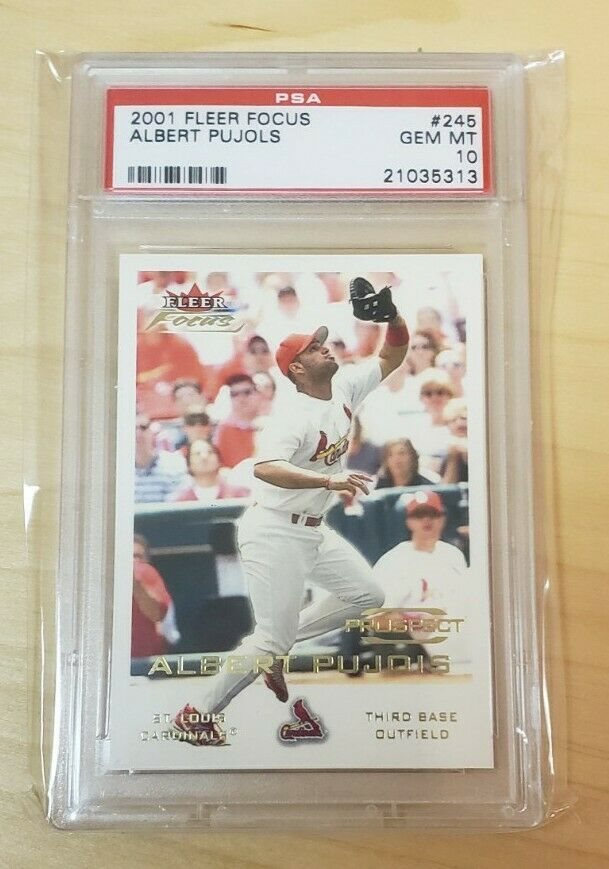 PSA
2001 FLEER FOCUS #245
ALBERT PUJOLS GEM MT
10
21035313
FLEER
Focus
Cardinals
PROSPECT
ALBERT PUJOLS
ST. LOUIS
CARDINALS®
THIRD BASE
OUTFIELD